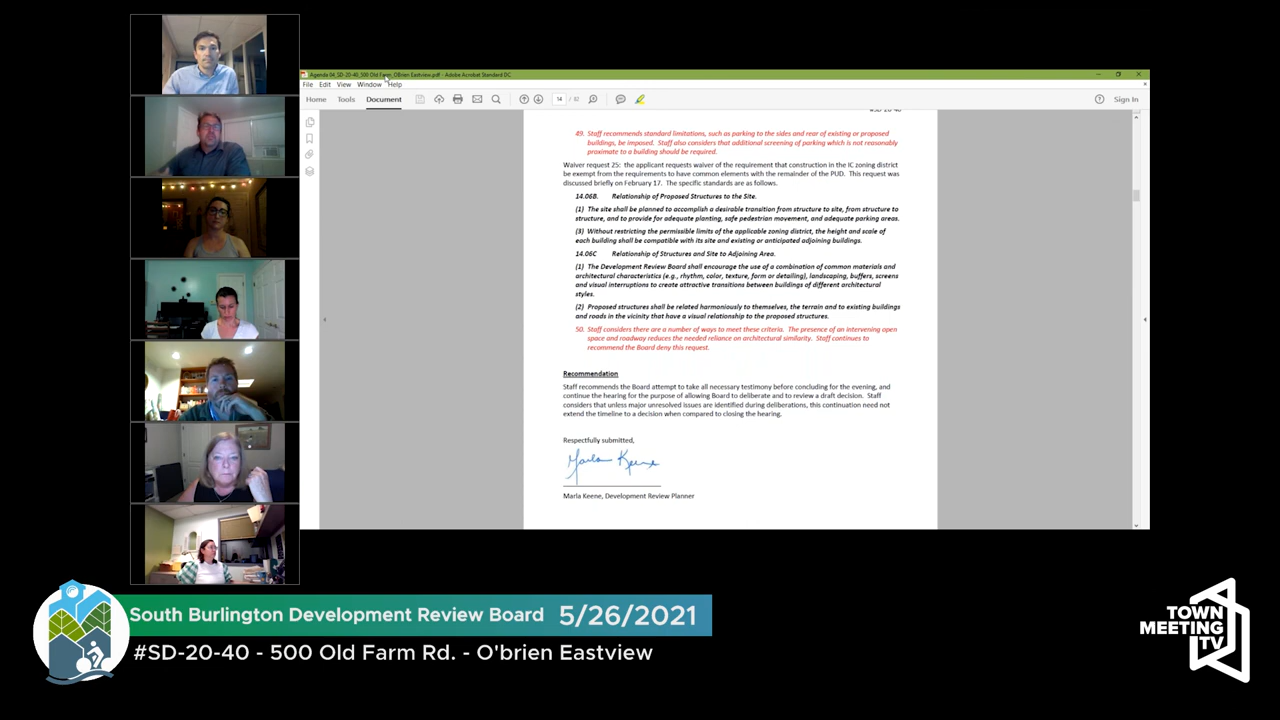 Agenda 04_SD-20-40_500 Old Farm_OBrien Eastview.pdf - Adobe Acrobat Standard DC
File Edit View Window Help
Home Tools Document 14 / 82 Sign In
#SD-20-40
49. Staff recommends standard limitations, such as parking to the sides and rear of existing or proposed
buildings, be imposed. Staff also considers that additional screening of parking which is not reasonably
proximate to a building should be required.
Waiver request 25: the applicant requests waiver of the requirement that construction in the IC zoning district
be exempt from the requirements to have common elements with the remainder of the PUD. This request was
discussed briefly on February 17. The specific standards are as follows.
14.06B. Relationship of Proposed Structures to the Site.
(1) The site shall be planned to accomplish a desirable transition from structure to site, from structure to
structure, and to provide for adequate planting, safe pedestrian movement, and adequate parking areas.
(3) Without restricting the permissible limits of the applicable zoning district, the height and scale of
each building shall be compatible with its site and existing or anticipated adjoining buildings.
14.06C Relationship of Structures and Site to Adjoining Area.
(1) The Development Review Board shall encourage the use of a combination of common materials and
architectural characteristics (e.g., rhythm, color, texture, form or detailing), landscaping, buffers, screens
and visual interruptions to create attractive transitions between buildings of different architectural
styles.
(2) Proposed structures shall be related harmoniously to themselves, the terrain and to existing buildings
and roads in the vicinity that have a visual relationship to the proposed structures.
50. Staff considers there are a number of ways to meet these criteria. The presence of an intervening open
space and roadway reduces the needed reliance on architectural similarity. Staff continues to
recommend the Board deny this request.
Recommendation
Staff recommends the Board attempt to take all necessary testimony before concluding for the evening, and
continue the hearing for the purpose of allowing Board to deliberate and to review a draft decision. Staff
considers that unless major unresolved issues are identified during deliberations, this continuation need not
extend the timeline to a decision when compared to closing the hearing.
Respectfully submitted,
Marla Keene
Marla Keene, Development Review Planner
South Burlington Development Review Board 5/26/2021
#SD-20-40 - 500 Old Farm Rd. - O'brien Eastview
TOWN
MEETING
TV